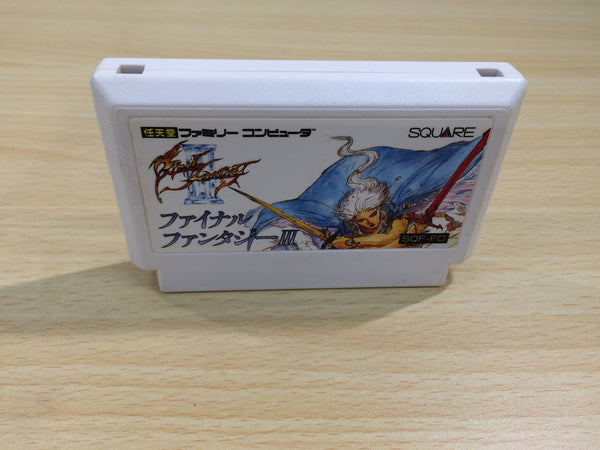 任天堂 ファミリーコンピュータ
SQUARE
FINAL FANTASY
III
ファイナル
ファンタジーIII
SQF-FC